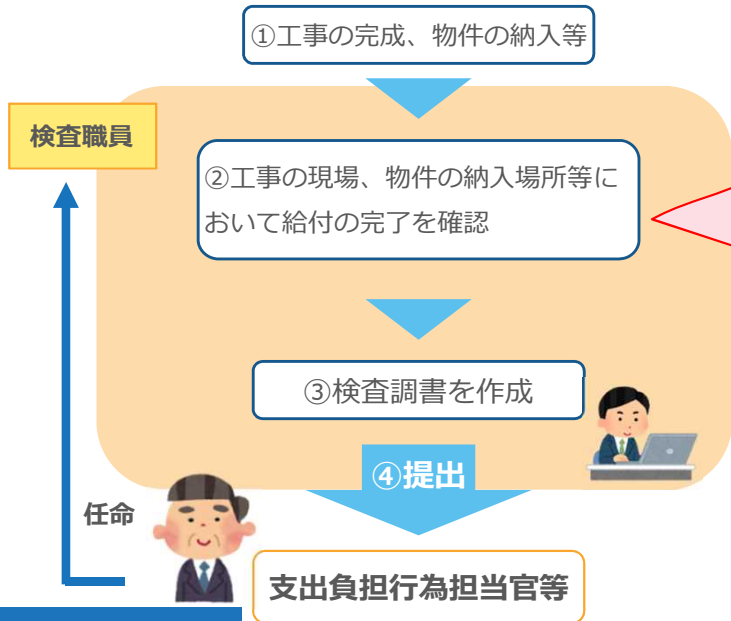 ①工事の完成、物件の納入等
検査職員
②工事の現場、物件の納入場所等に
おいて給付の完了を確認
③検査調書を作成
④提出
任命
支出負担行為担当官等